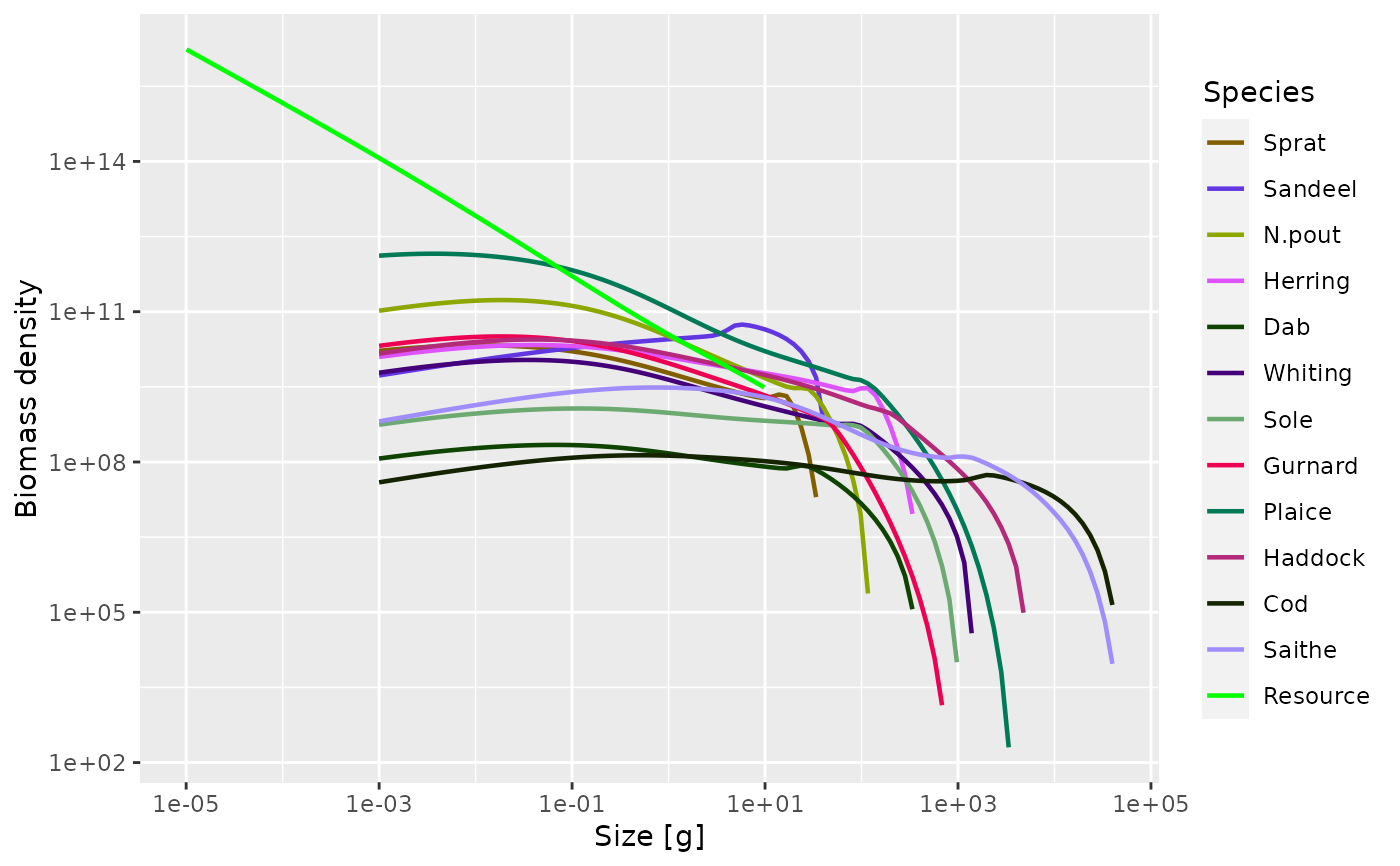 Biomass density
1e+14
1e+11
1e+08
1e+05
1e+02
1e-05
1e-03
1e-01
1e+01
1e+03
1e+05
Size [g]
Species
Sprat
Sandeel
N.pout
Herring
Dab
Whiting
Sole
Gurnard
Plaice
Haddock
Cod
Saithe
Resource